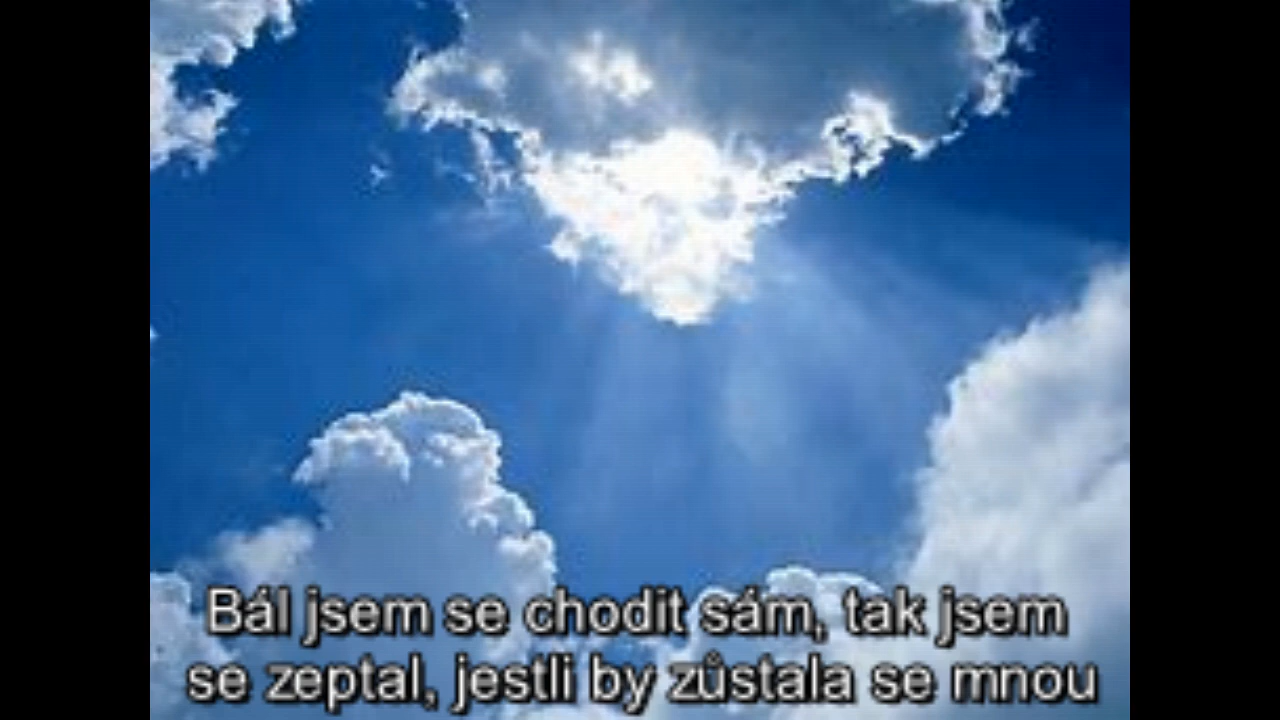 Bál jsem se chodit sám, tak jsem
se zeptal, jestli by zůstala se mnou